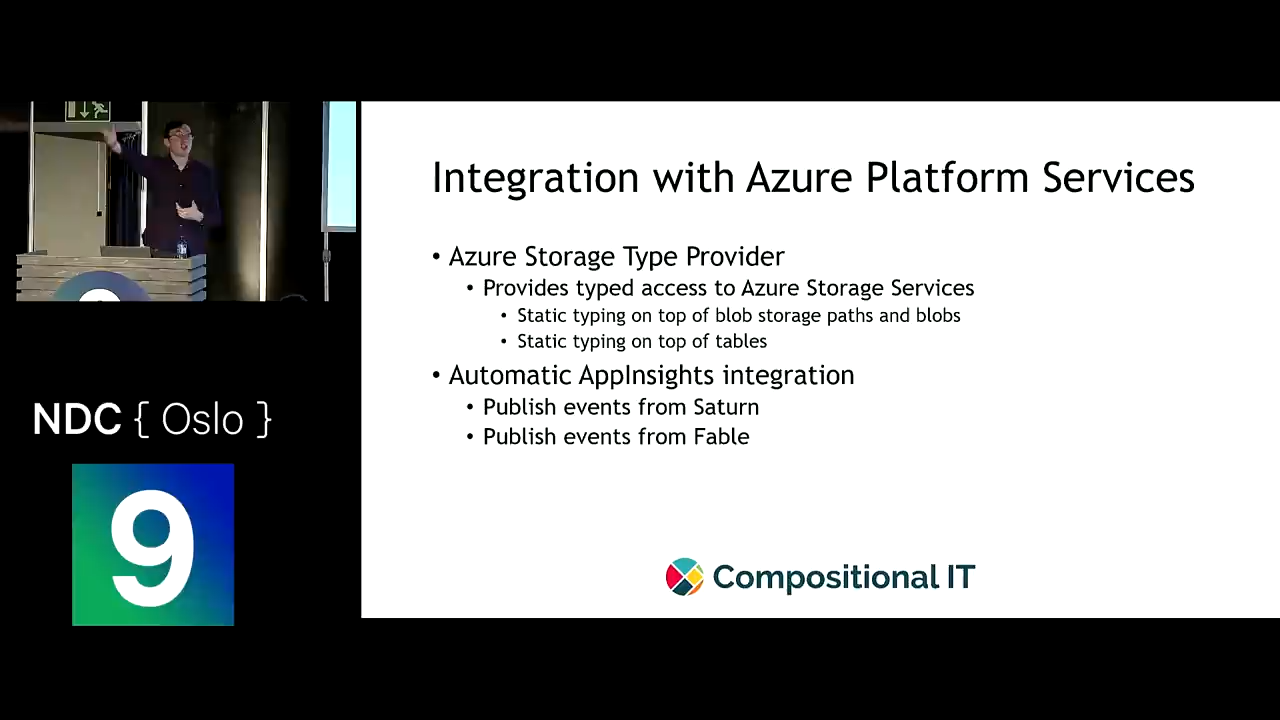 Integration with Azure Platform Services
• Azure Storage Type Provider
• Provides typed access to Azure Storage Services
• Static typing on top of blob storage paths and blobs
• Static typing on top of tables
• Automatic AppInsights integration
• Publish events from Saturn
• Publish events from Fable
Compositional IT
NDC { Oslo }
9